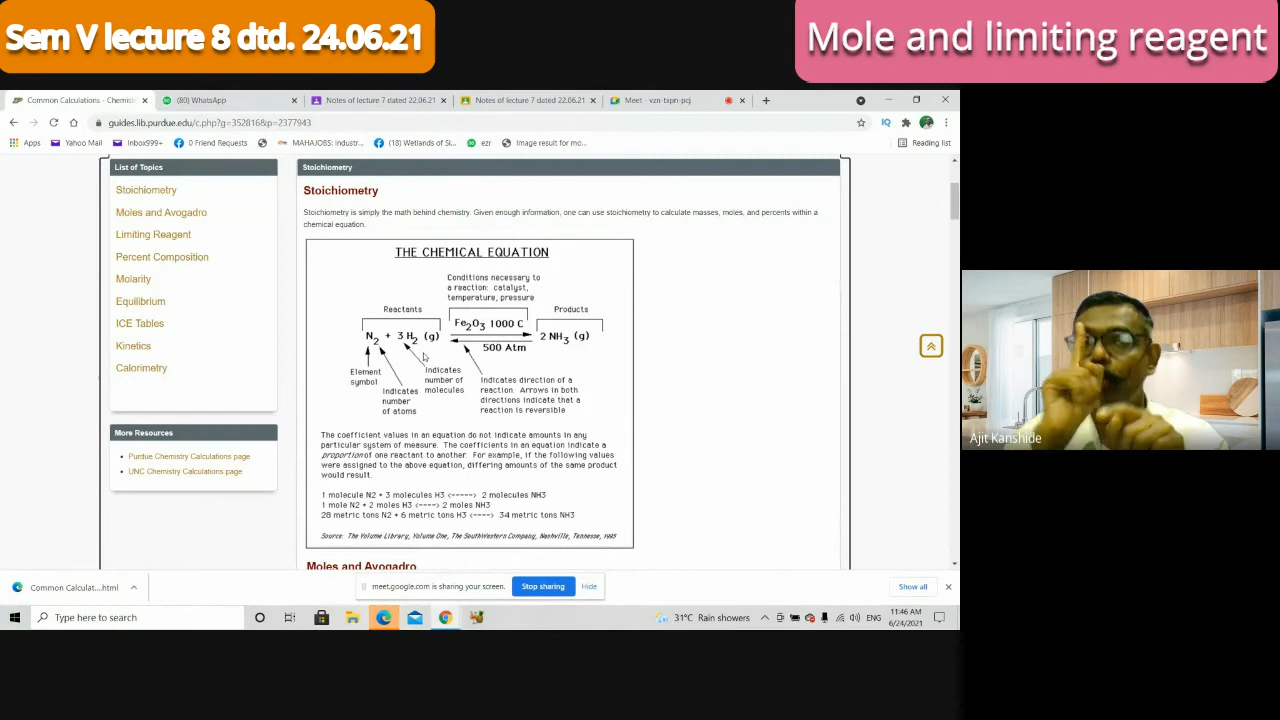 Sem V lecture 8 dtd. 24.06.21
Mole and limiting reagent
Common Calculations - Chemist
(80) WhatsApp
Notes of lecture 7 dated 22.06.21
Notes of lecture 7 dated 22.06.21
Meet - vzn-txpn-pcj
guides.lib.purdue.edu/c.php?g=352816&p=2377943
Apps
Yahoo Mail
Inbox999+
0 Friend Requests
MAHAJOBS: Industr...
(18) Wetlands of Si...
ezr
Image result for mo...
Reading list
List of Topics
Stoichiometry
Moles and Avogadro
Limiting Reagent
Percent Composition
Molarity
Equilibrium
ICE Tables
Kinetics
Calorimetry
More Resources
Purdue Chemistry Calculations page
UNC Chemistry Calculations page
Stoichiometry
Stoichiometry
Stoichiometry is simply the math behind chemistry. Given enough information, one can use stoichiometry to calculate masses, moles, and percents within a
chemical equation.
THE CHEMICAL EQUATION
Conditions necessary to
a reaction: catalyst,
temperature, pressure
Reactants
Products
Fe2O3 1000 C
N2 + 3 H2 (g)
2 NH3 (g)
500 Atm
Element
symbol
Indicates
number
of atoms
Indicates
number of
molecules
Indicates direction of a
reaction. Arrows in both
directions indicate that a
reaction is reversible
The coefficient values in an equation do not indicate amounts in any
particular system of measure. The coefficients in an equation indicate a
proportion of one reactant to another. For example, if the following values
were assigned to the above equation, differing amounts of the same product
would result.
1 molecule N2 + 3 molecules H3 <-----> 2 molecules NH3
1 mole N2 + 2 moles H3 <----> 2 moles NH3
28 metric tons N2 + 6 metric tons H3 <----> 34 metric tons NH3
Source: The Volume Library, Volume One, The SouthWestern Company, Nashville, Tennesse, 1985
Moles and Avogadro
Ajit Kanshide
Common Calculat....html
meet.google.com is sharing your screen.
Stop sharing
Hide
Show all
Type here to search
31°C Rain showers
ENG
11:46 AM
6/24/2021